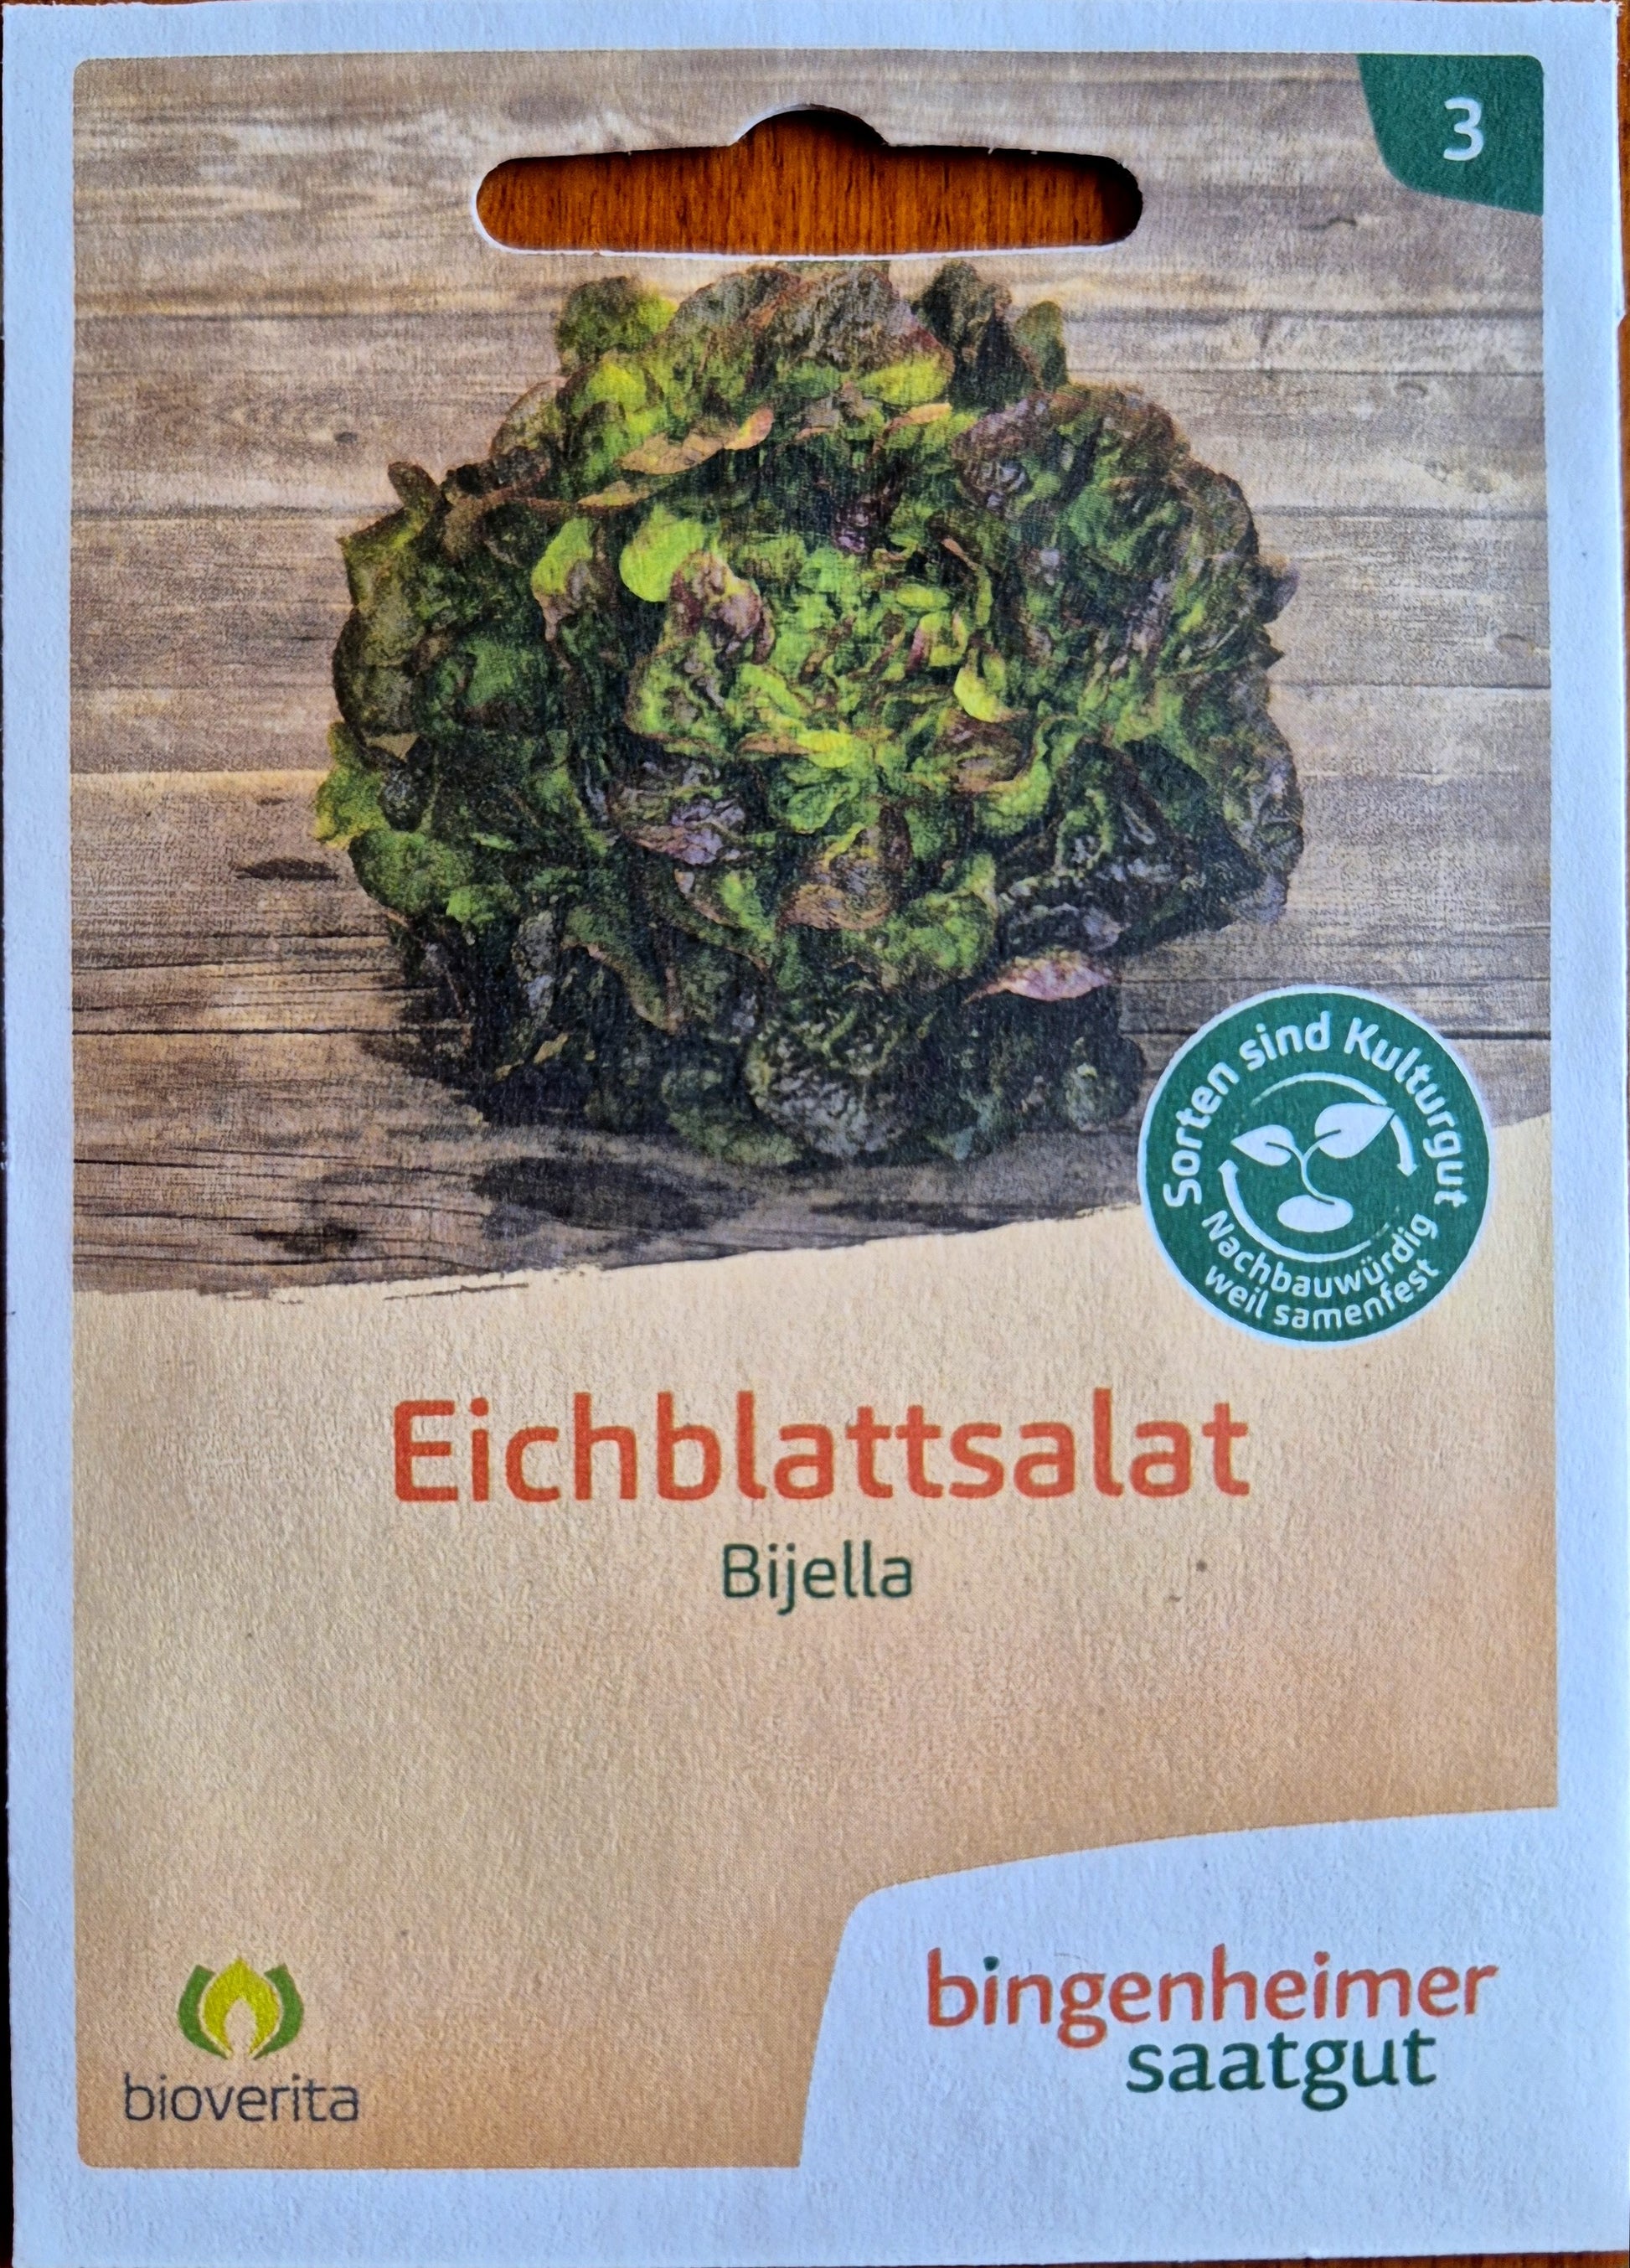 3
Sorten sind Kulturgut
Nachbauwürdig
weil samenfest
Eichblattsalat
Bijella
bioverita
bingenheimer
saatgut